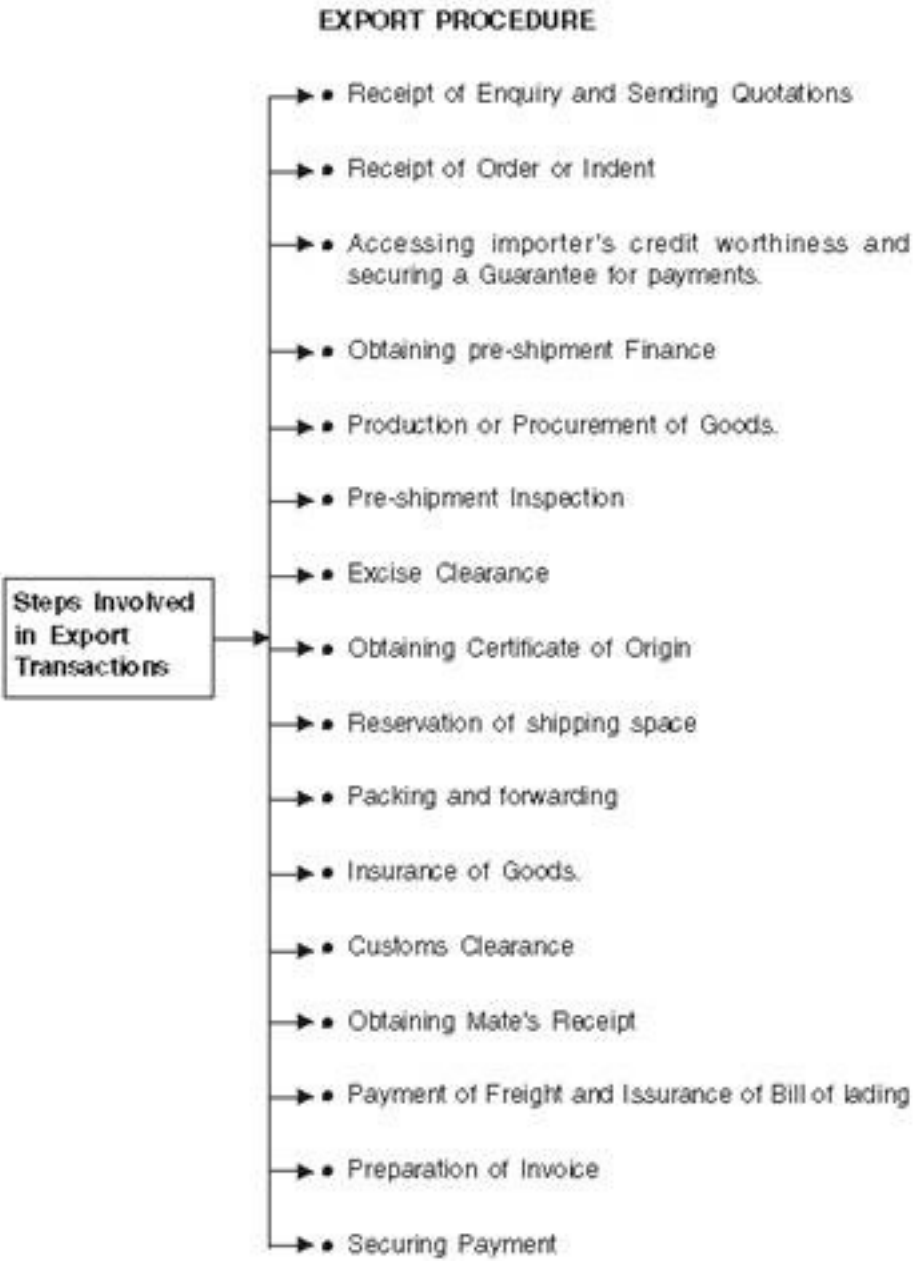 EXPORT PROCEDURE
• Receipt of Enquiry and Sending Quotations
• Receipt of Order or Indent
• Accessing importer's credit worthiness and
securing a Guarantee for payments.
• Obtaining pre-shipment Finance
• Production or Procurement of Goods.
• Pre-shipment Inspection
• Excise Clearance
Steps Involved
in Export
Transactions
• Obtaining Certificate of Origin
• Reservation of shipping space
• Packing and forwarding
• Insurance of Goods.
• Customs Clearance
• Obtaining Mate's Receipt
• Payment of Freight and Issurance of Bill of lading
• Preparation of Invoice
• Securing Payment